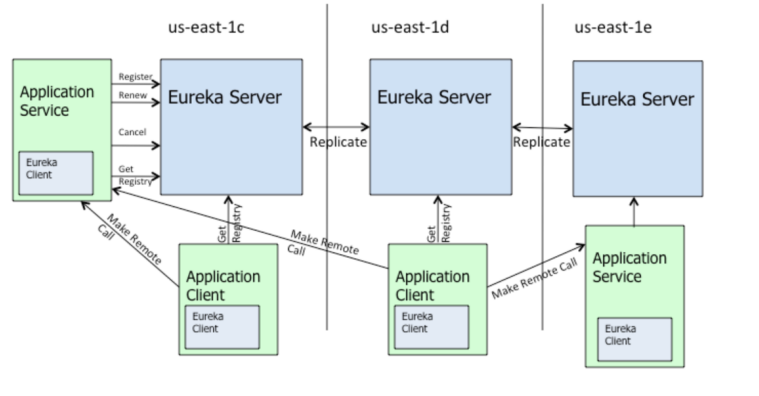 us-east-1c
us-east-1d
us-east-1e
Application
Service
Eureka
Client
Register
Renew
Cancel
Get
Registry
Eureka Server
Replicate
Eureka Server
Replicate
Eureka Server
Make Remote
Call
Get
Registry
Make Remote
Call
Get
Registry
Make Remote Call
Application
Client
Eureka
Client
Application
Client
Eureka
Client
Application
Service
Eureka
Client